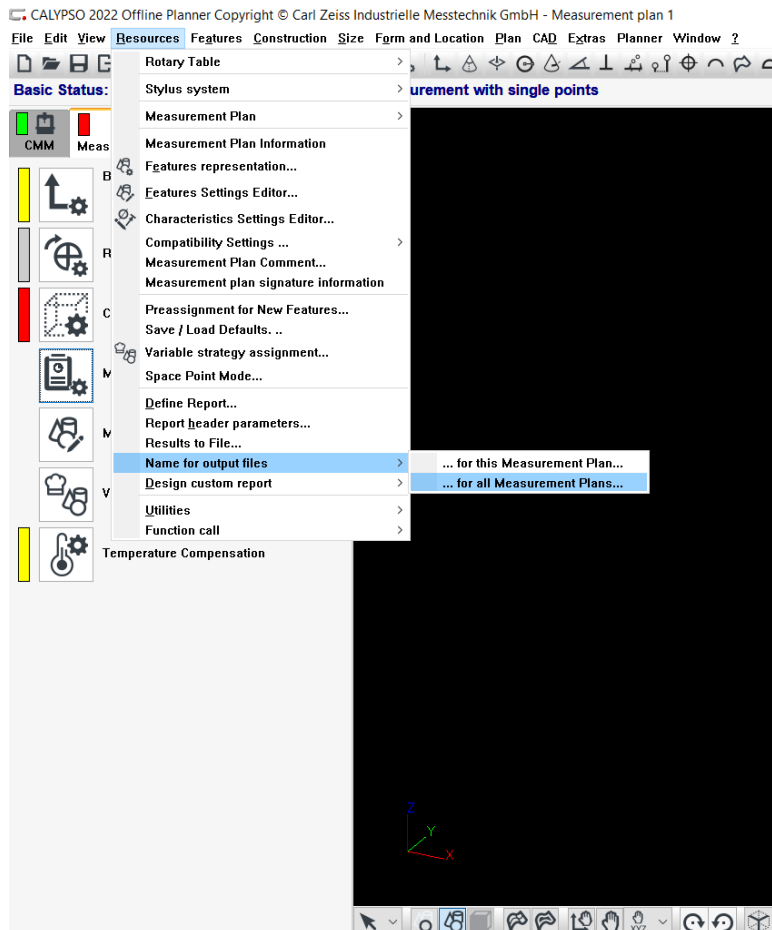 CALYPSO 2022 Offline Planner Copyright © Carl Zeiss Industrielle Messtechnik GmbH - Measurement plan 1
File Edit View Resources Features Construction Size Form and Location Plan CAD Extras Planner Window ?
Basic Status:
urement with single points
CMM
Meas
B
R
C
M
M
V
Temperature Compensation
Rotary Table
Stylus system
Measurement Plan
Measurement Plan Information
Features representation...
Features Settings Editor...
Characteristics Settings Editor...
Compatibility Settings ...
Measurement Plan Comment...
Measurement plan signature information
Preassignment for New Features...
Save / Load Defaults. ..
Variable strategy assignment...
Space Point Mode...
Define Report...
Report header parameters...
Results to File...
Name for output files
Design custom report
Utilities
Function call
... for this Measurement Plan...
... for all Measurement Plans...
Z
Y
X
XYZ